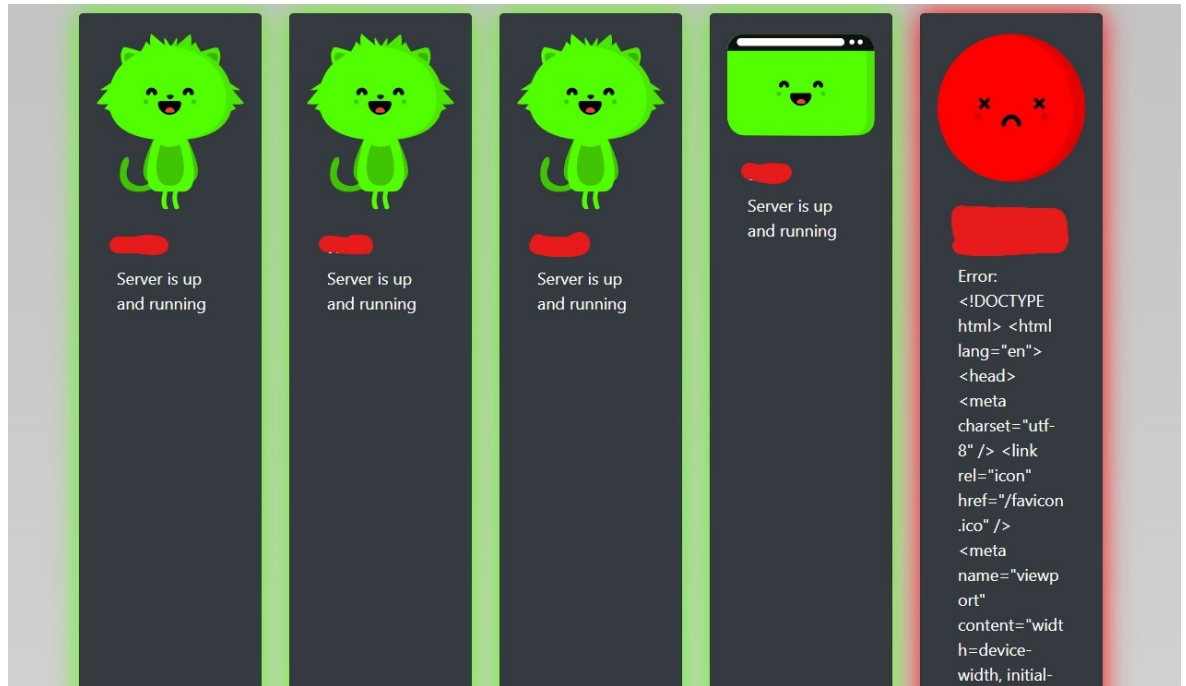 Server is up
and running
Server is up
and running
Server is up
and running
Server is up
and running
Error:
<!DOCTYPE
html> <html
lang="en">
<head>
<meta
charset="utf-
8" /> <link
rel="icon"
href="/favicon
.ico" />
<meta
name="viewp
ort"
content="widt
h=device-
width, initial-